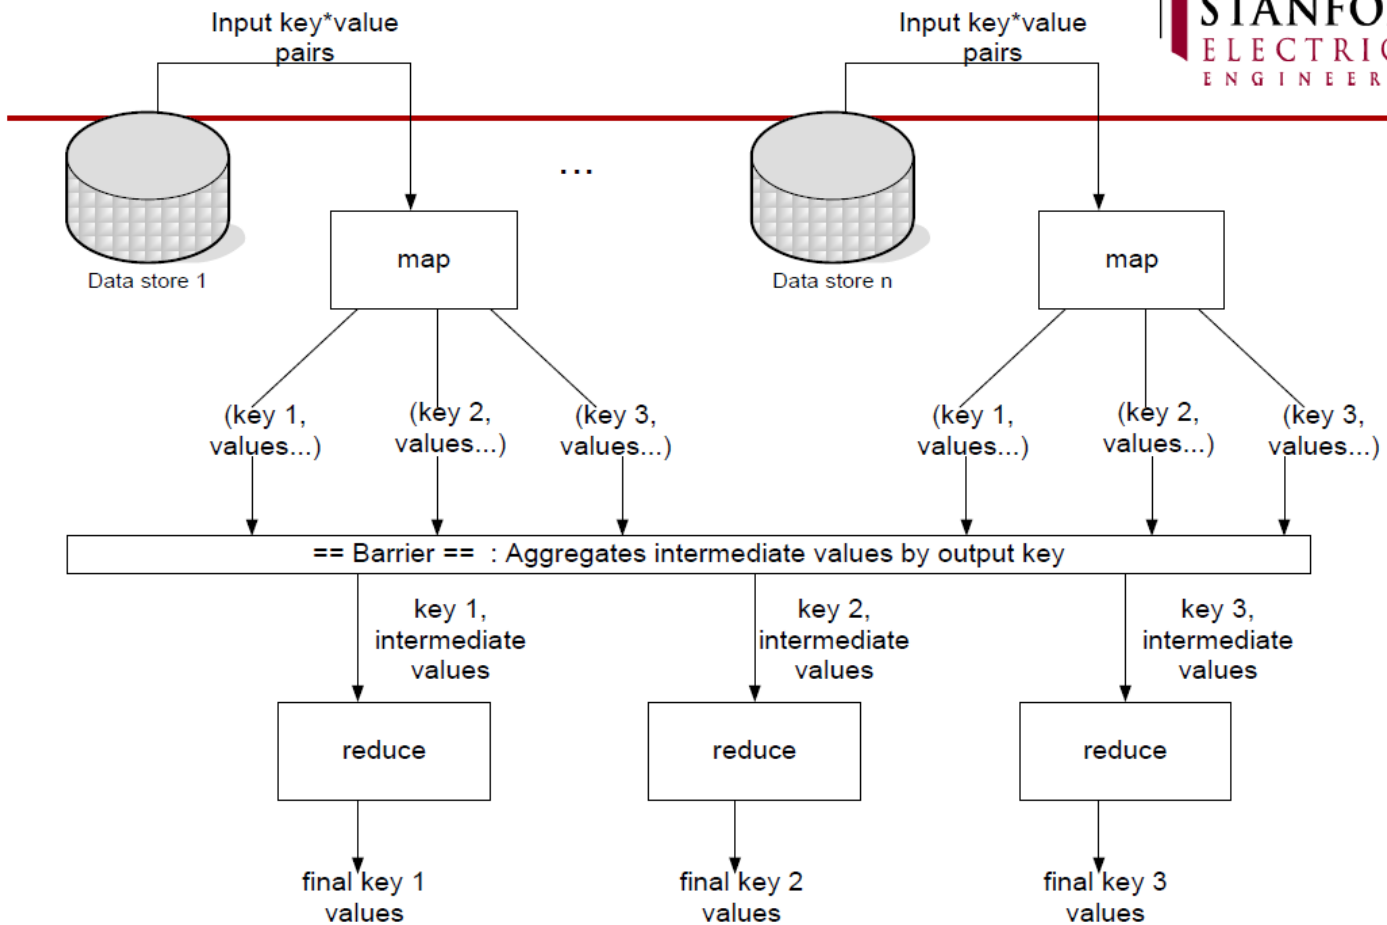 Input key*value
pairs
Input key*value
pairs
ELECTRIC
...
Data store 1
map
Data store n
map
(key 1,
values...)
(key 2,
values...)
(key 3,
values...)
(key 1,
values...)
(key 2,
values...)
(key 3,
values...)
== Barrier == : Aggregates intermediate values by output key
key 1,
intermediate
values
key 2,
intermediate
values
key 3,
intermediate
values
reduce
reduce
reduce
final key 1
values
final key 2
values
final key 3
values